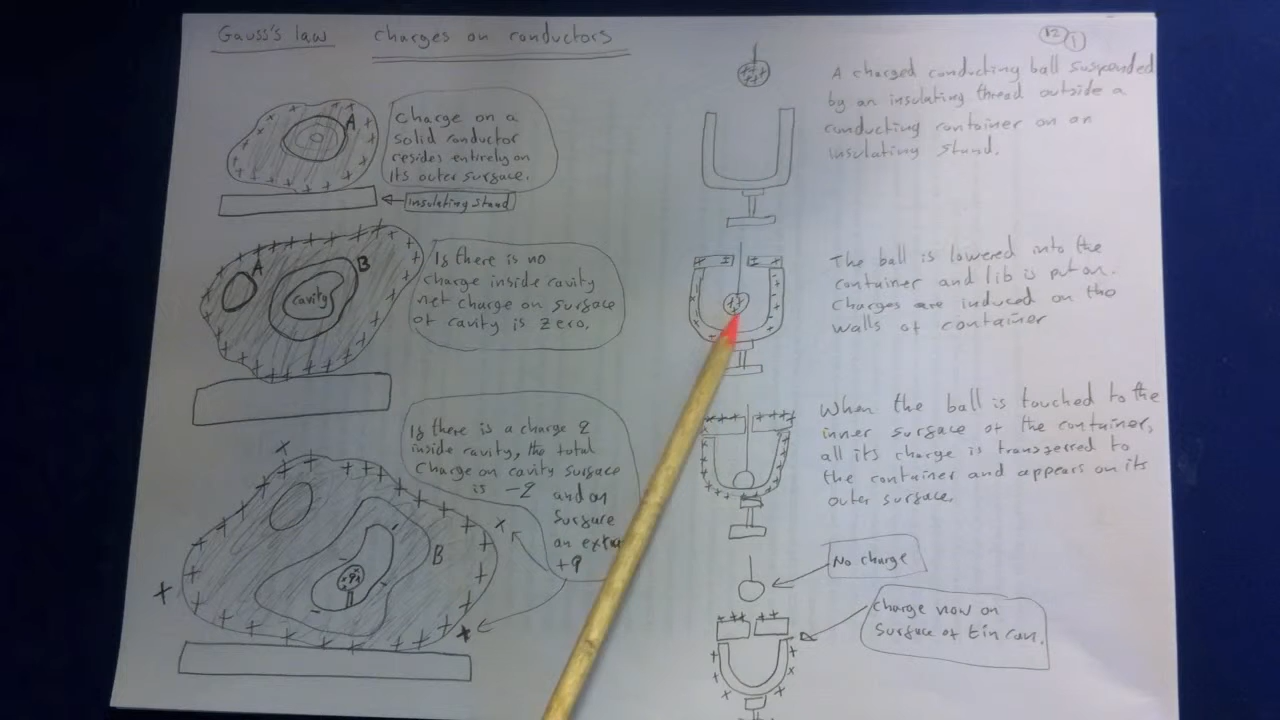 Gauss's law charges on conductors
12 1
A
charge on a
solid conductor
resides entirely on
its outer surface.
insulating stand
A
B
cavity
Is there is no
charge inside cavity
net charge on surface
of cavity is zero.
Is there is a charge q
inside cavity, the total
charge on cavity surface
is -q
and on
surface
an extra
+q
B
A charged conducting ball suspended
by an insulating thread outside a
conducting container on an
insulating stand.
The ball is lowered into the
container and lib is put on.
charges are induced on the
walls of container
When the ball is touched to the
inner surface of the container,
all its charge is transferred to
the container and appears on its
outer surface.
No charge
charge now on
surface of tin can.